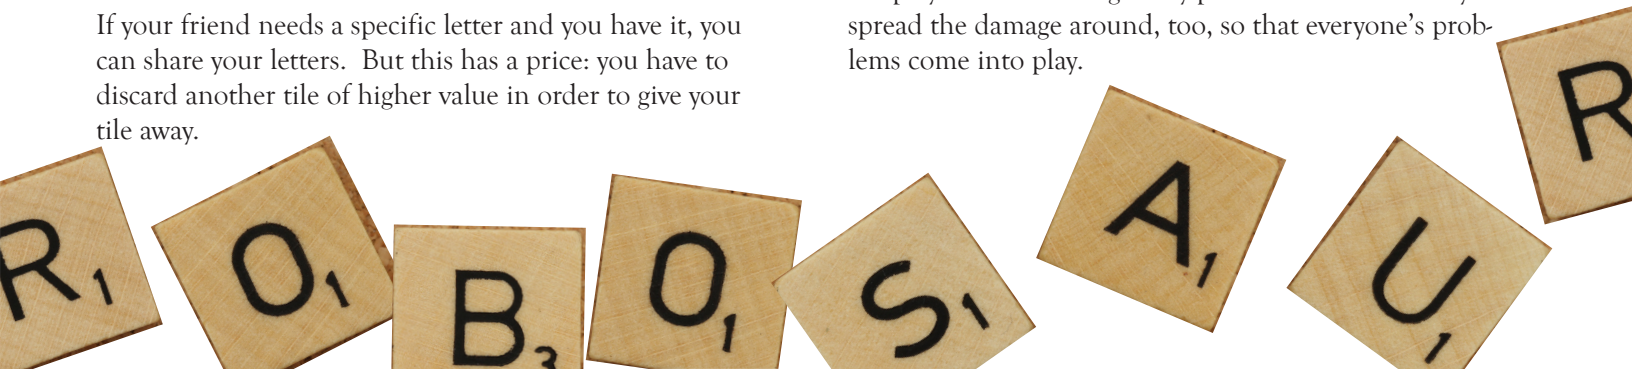 If your friend needs a specific letter and you have it, you
can share your letters.  But this has a price: you have to
discard another tile of higher value in order to give your
tile away.
spread the damage around, too, so that everyone's prob-
lems come into play.
R1 O1 B3 O1 S1 A1 U1 R